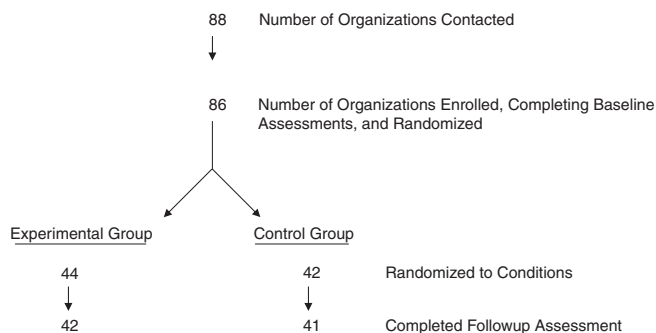 88 Number of Organizations Contacted
86 Number of Organizations Enrolled, Completing Baseline
Assessments, and Randomized
Experimental Group Control Group
44 42 Randomized to Conditions
42 41 Completed Followup Assessment